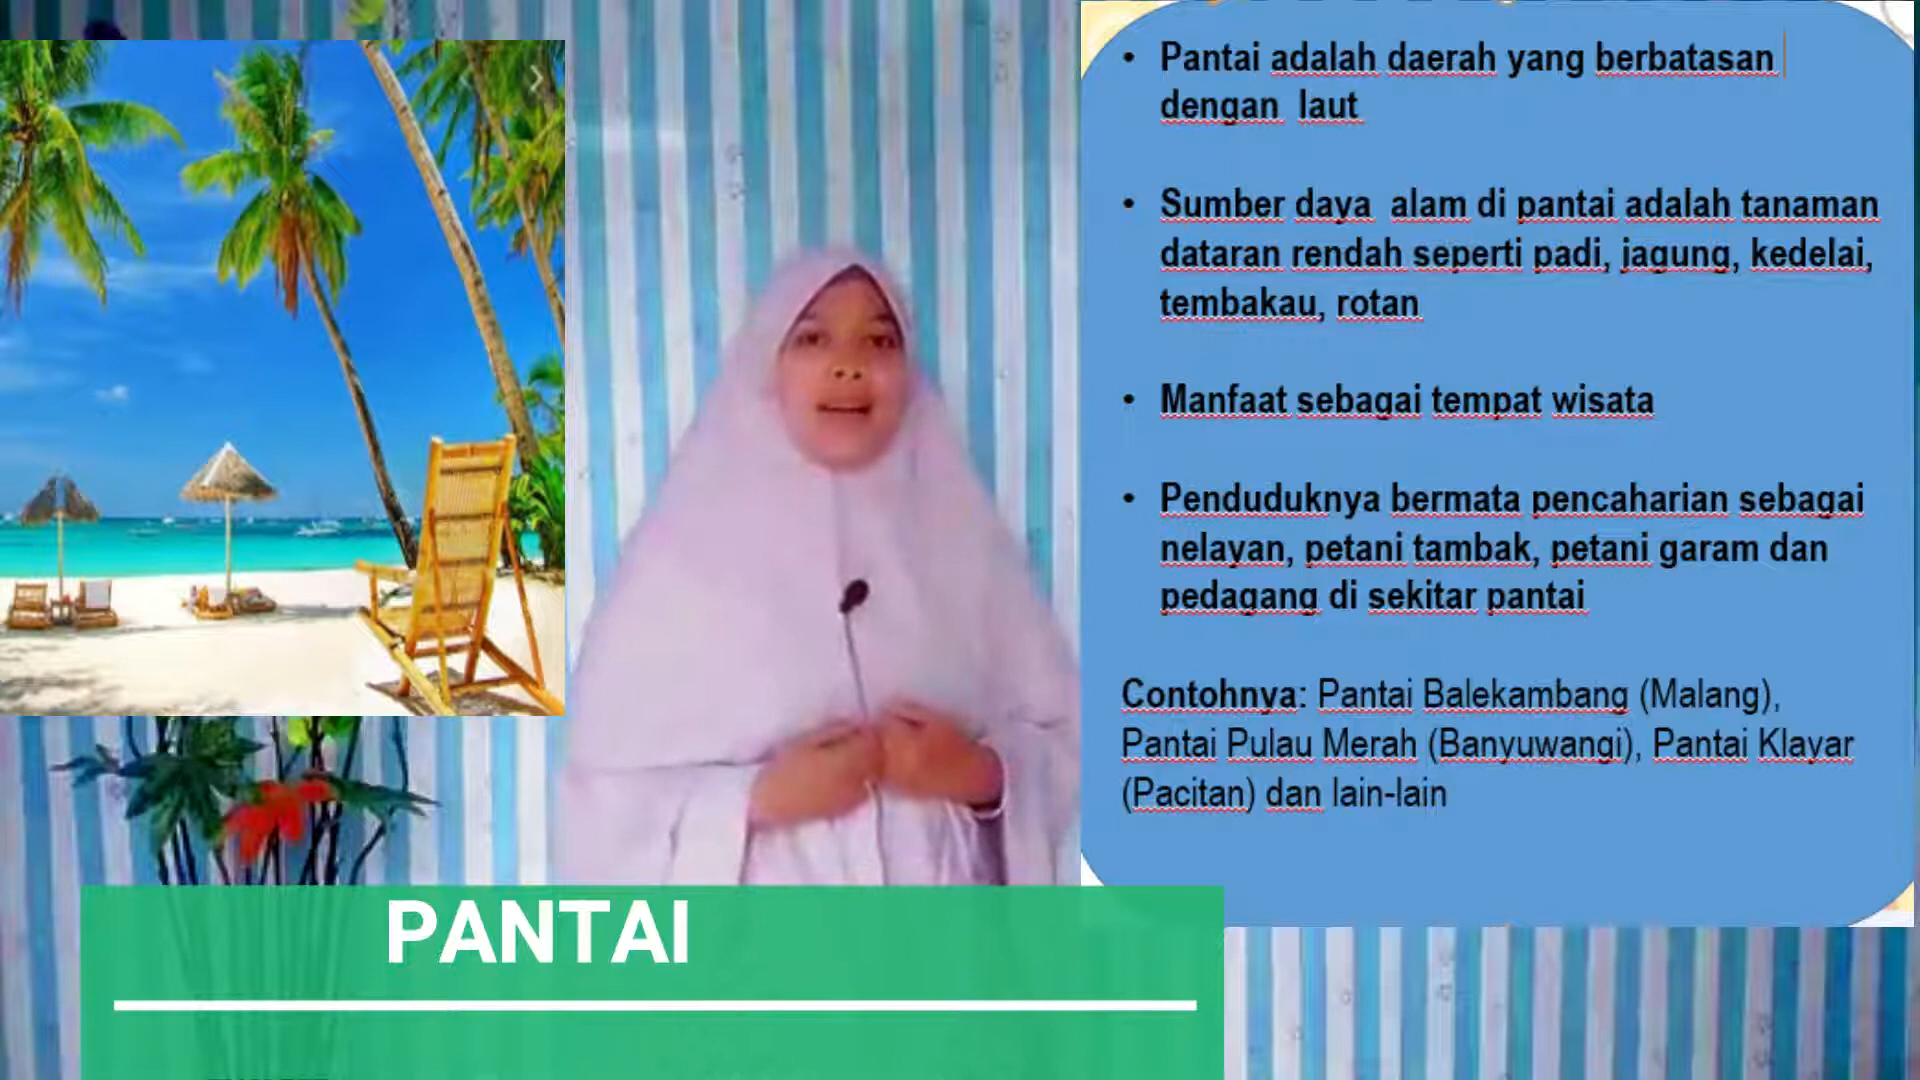 • Pantai adalah daerah yang berbatasan
dengan laut
• Sumber daya alam di pantai adalah tanaman
dataran rendah seperti padi, jagung, kedelai,
tembakau, rotan
• Manfaat sebagai tempat wisata
• Penduduknya bermata pencaharian sebagai
nelayan, petani tambak, petani garam dan
pedagang di sekitar pantai
Contohnya: Pantai Balekambang (Malang),
Pantai Pulau Merah (Banyuwangi), Pantai Klayar
(Pacitan) dan lain-lain
PANTAI